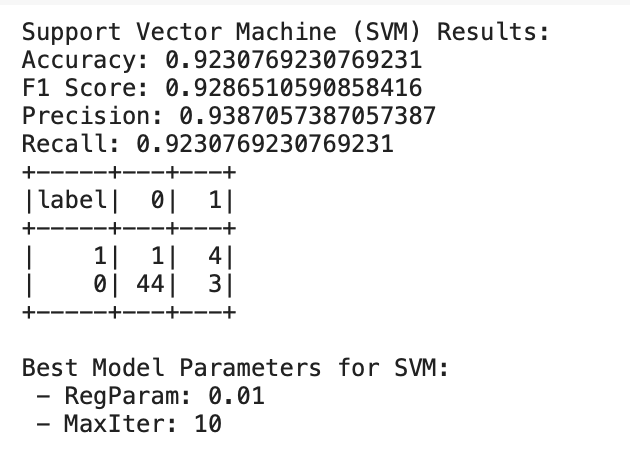 Support Vector Machine (SVM) Results:
Accuracy: 0.9230769230769231
F1 Score: 0.9286510590858416
Precision: 0.9387057387057387
Recall: 0.9230769230769231
+-----+---+---+
|label|  0|  1|
+-----+---+---+
|    1|  1|  4|
|    0| 44|  3|
+-----+---+---+
Best Model Parameters for SVM:
 - RegParam: 0.01
 - MaxIter: 10